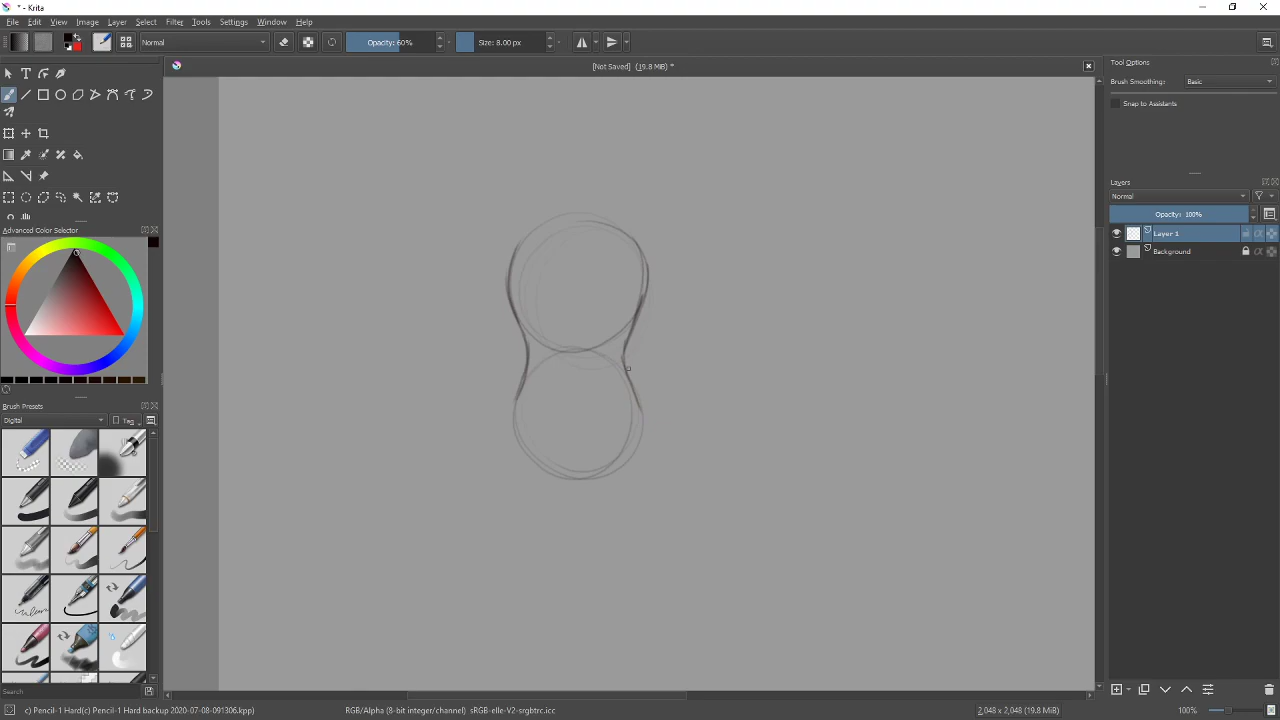 * - Krita
File Edit View Image Layer Select Filter Tools Settings Window Help
Normal
Opacity: 60%
Size: 8.00 px
[Not Saved] (19.8 MiB) *
Tool Options
Brush Smoothing: Basic
Snap to Assistants
Layers
Normal
Opacity: 100%
Layer 1
Background
Advanced Color Selector
Brush Presets
Digital
Tag
Search
c) Pencil-1 Hard(c) Pencil-1 Hard backup 2020-07-08-091306.kpp)
RGB/Alpha (8-bit integer/channel) sRGB-elle-V2-srgbtrc.icc
2,048 x 2,048 (19.8 MiB)
100%